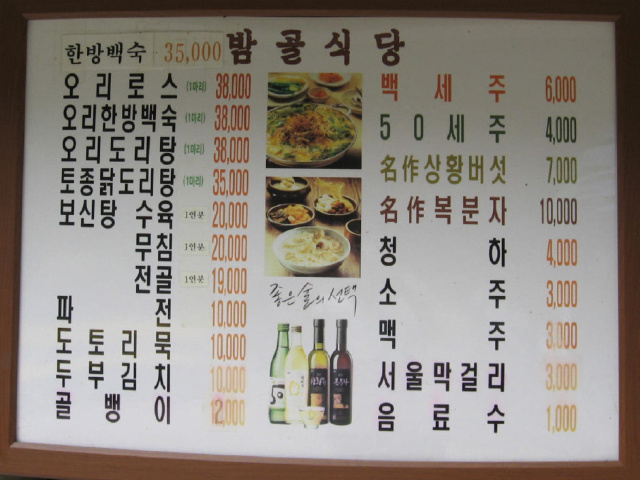 한방백숙 35,000
밤골식당
오리로스 (1마리) 38,000
오리한방백숙 (1마리) 38,000
오리도리탕 (1마리) 38,000
토종닭도리탕 (1마리) 35,000
보신탕 수육 1인분 20,000
무침 1인분 20,000
전골 1인분 19,000
파전 10,000
도토리묵 10,000
두부김치 10,000
골뱅이 12,000
좋은 술의 선택
백세주 6,000
50세주 4,000
名作상황버섯 7,000
名作복분자 10,000
청하 4,000
소주 3,000
맥주 3,000
서울막걸리 3,000
음료수 1,000